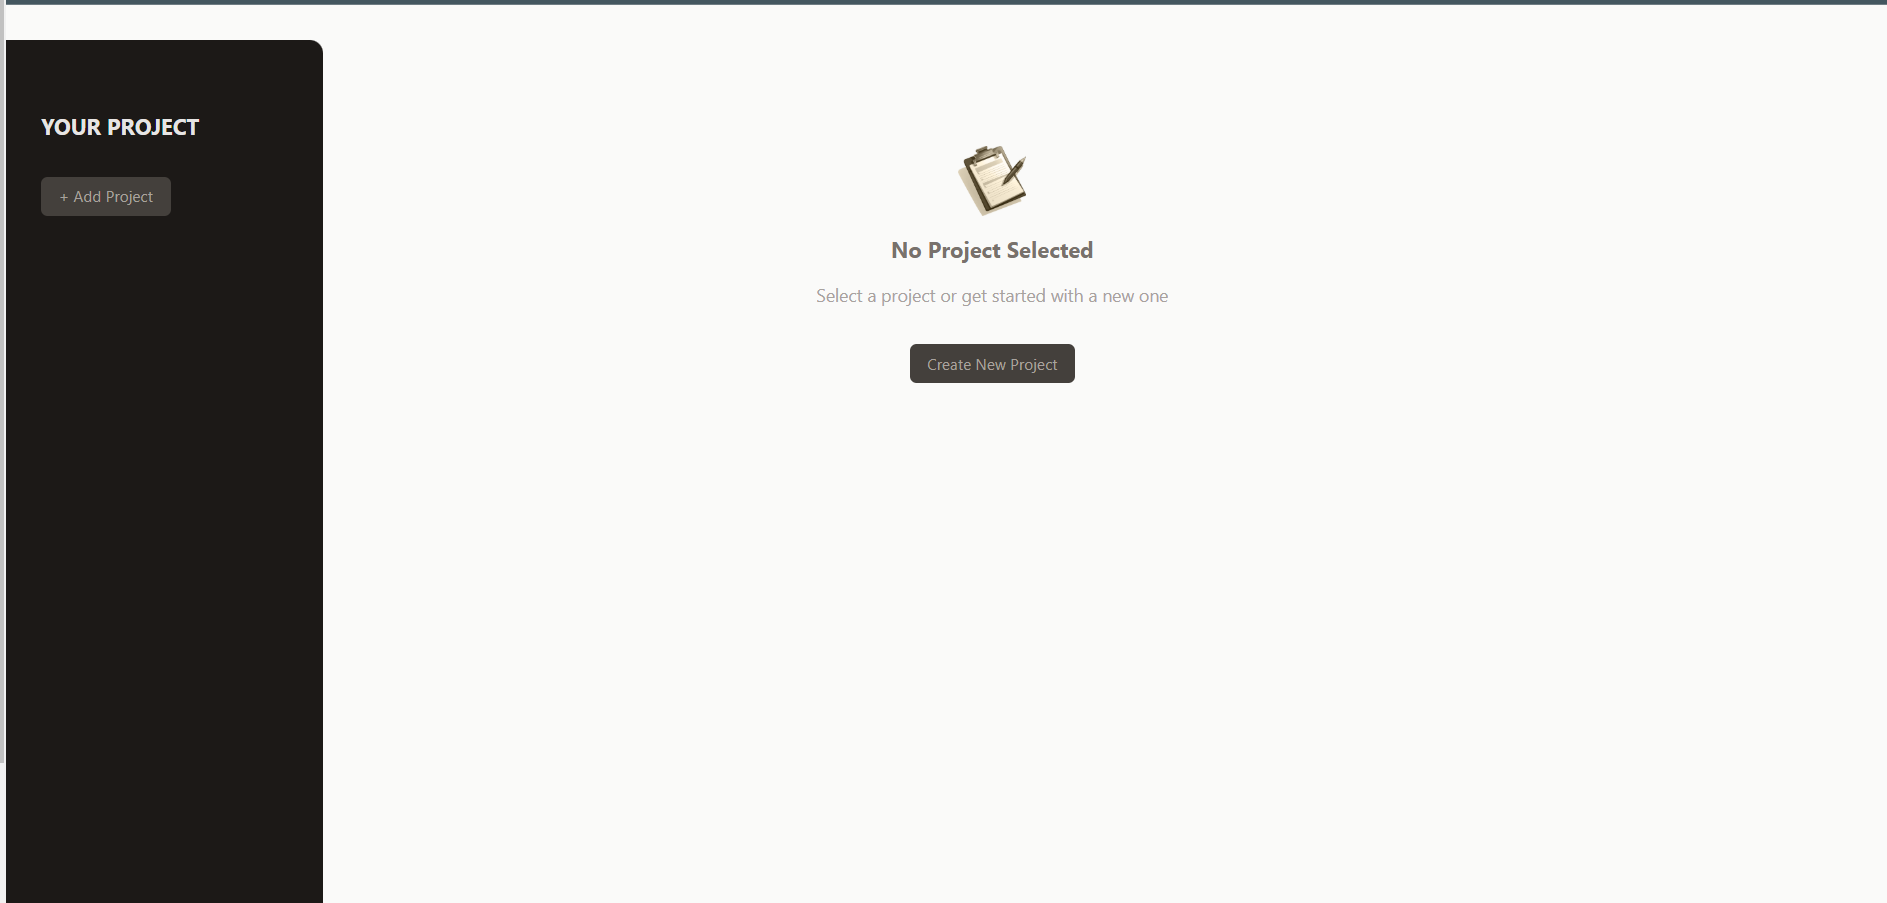 YOUR PROJECT
+ Add Project
No Project Selected
Select a project or get started with a new one
Create New Project